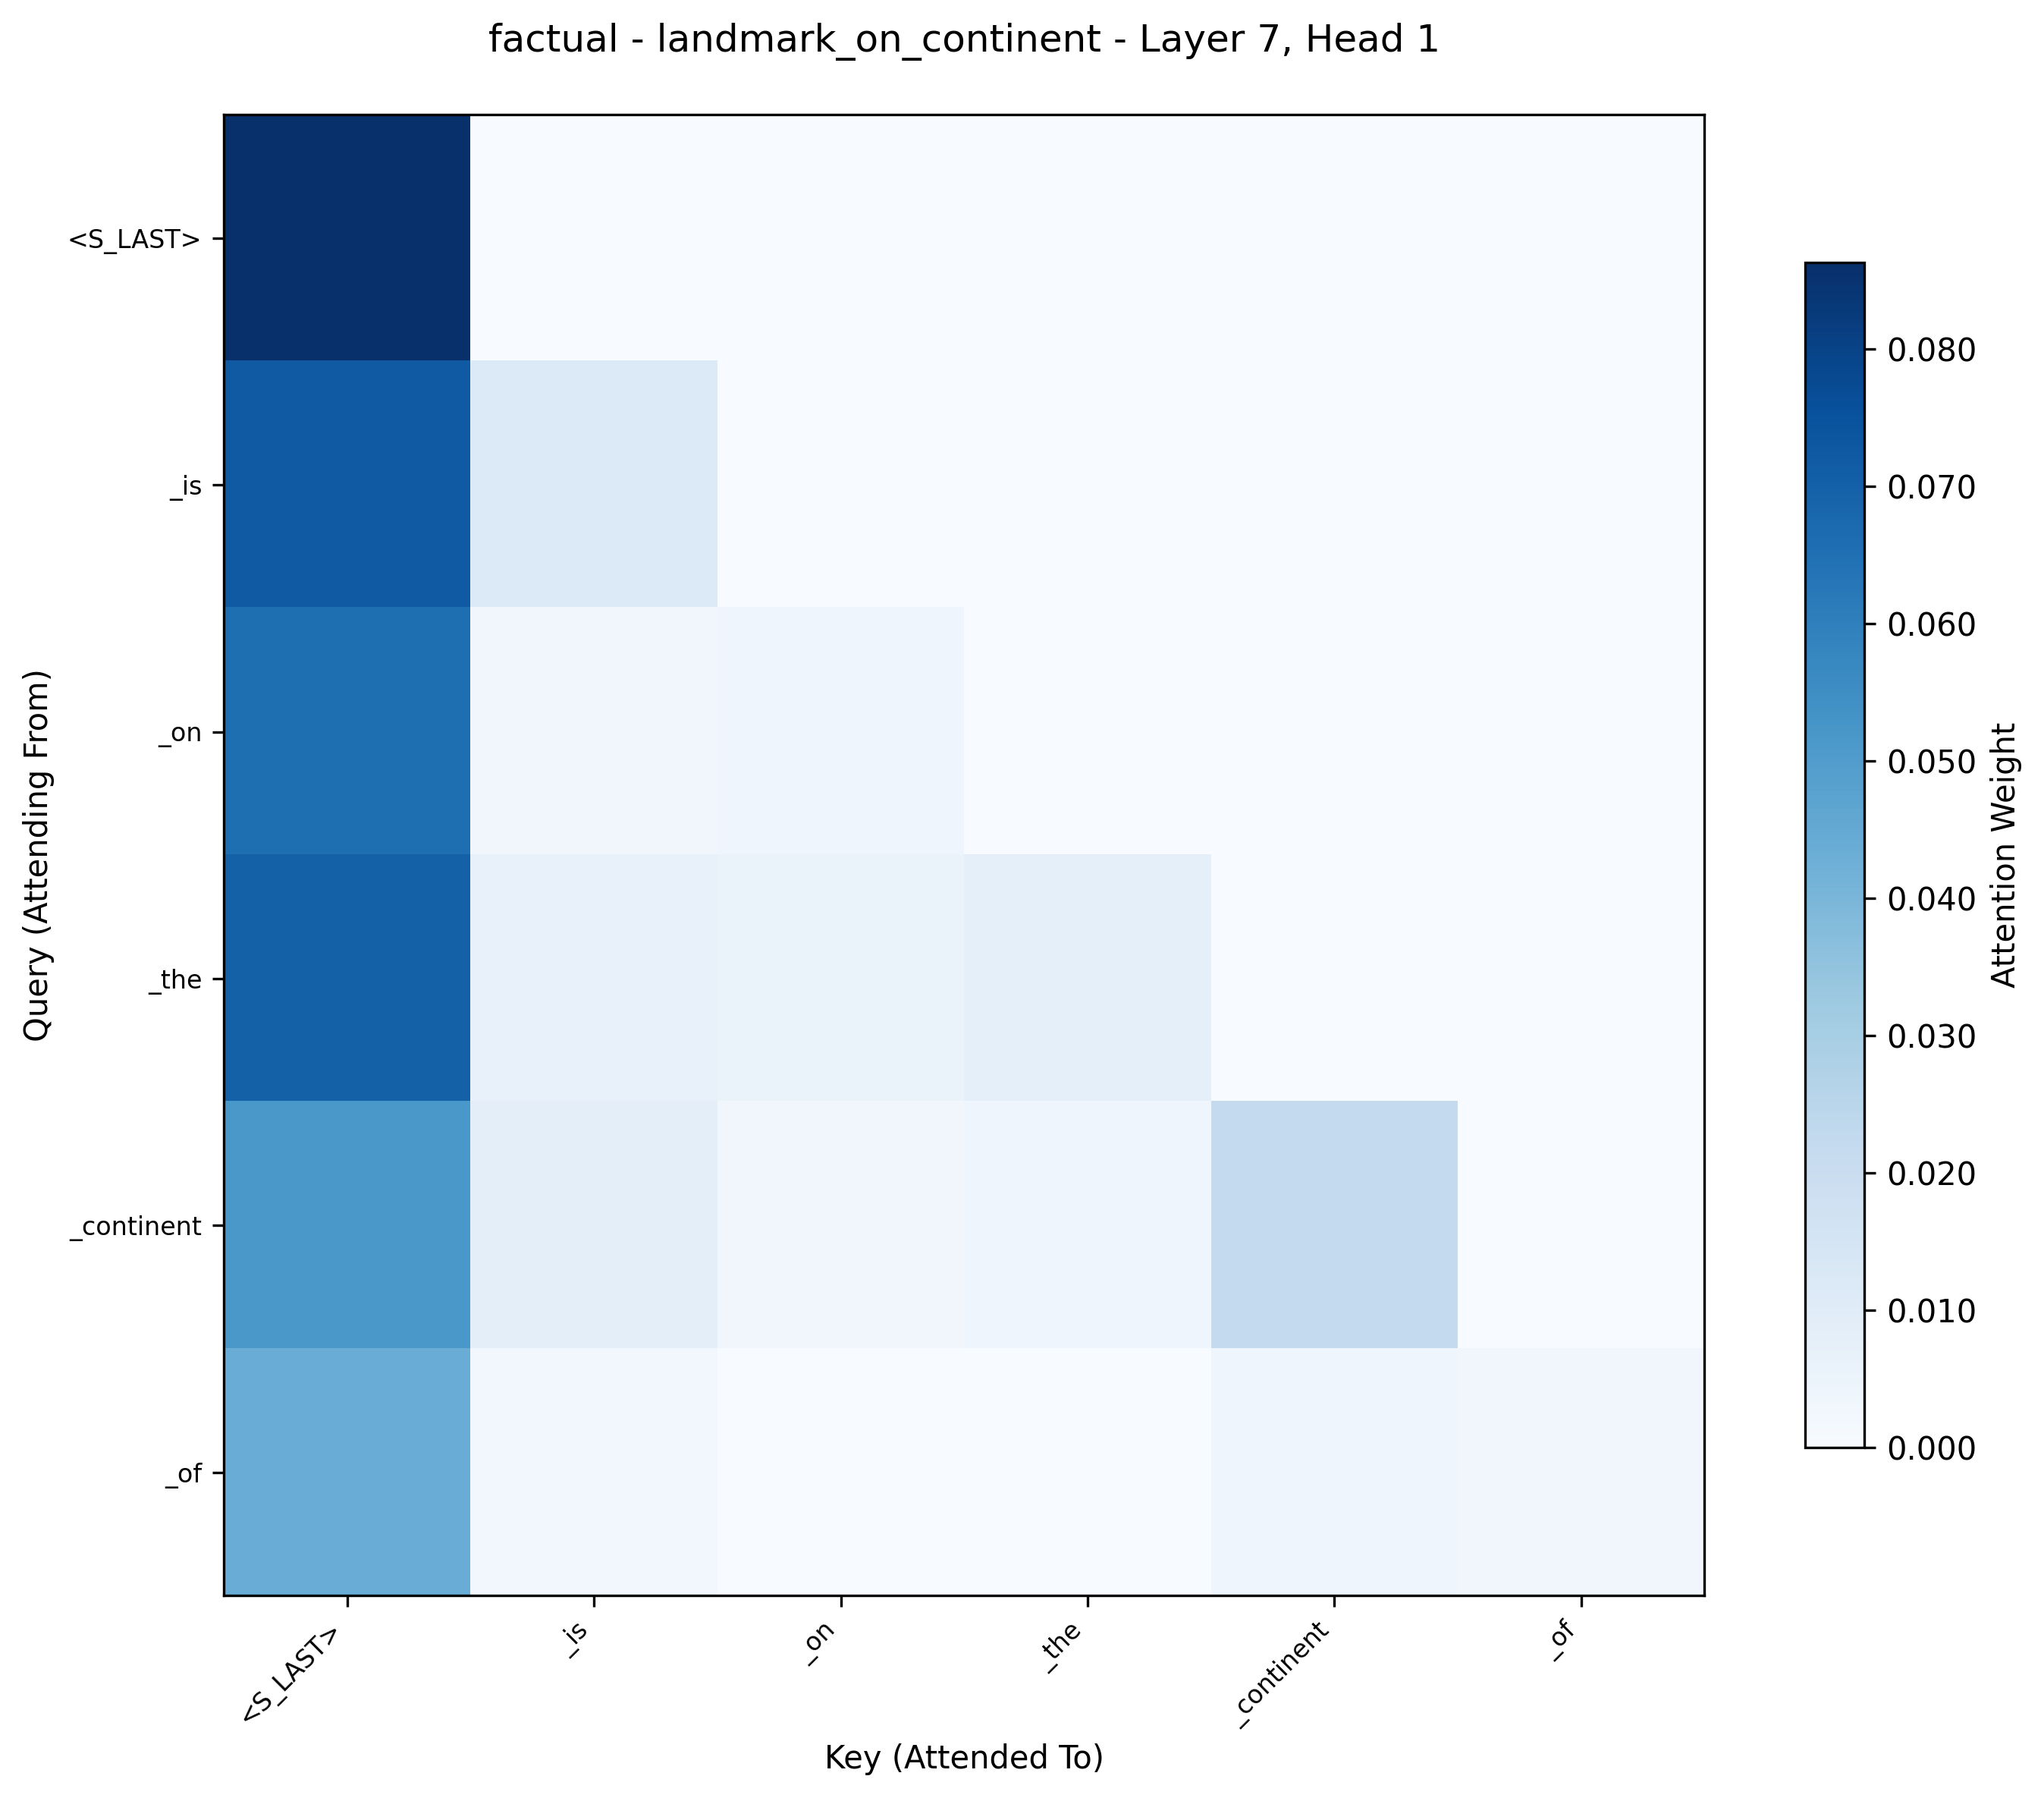 factual - landmark_on_continent - Layer 7, Head 1
Query (Attending From)
<S_LAST>
_is
_on
_the
_continent
_of
<S_LAST>
_is
_on
_the
_continent
_of
Key (Attended To)
0.080
0.070
0.060
0.050
0.040
0.030
0.020
0.010
0.000
Attention Weight